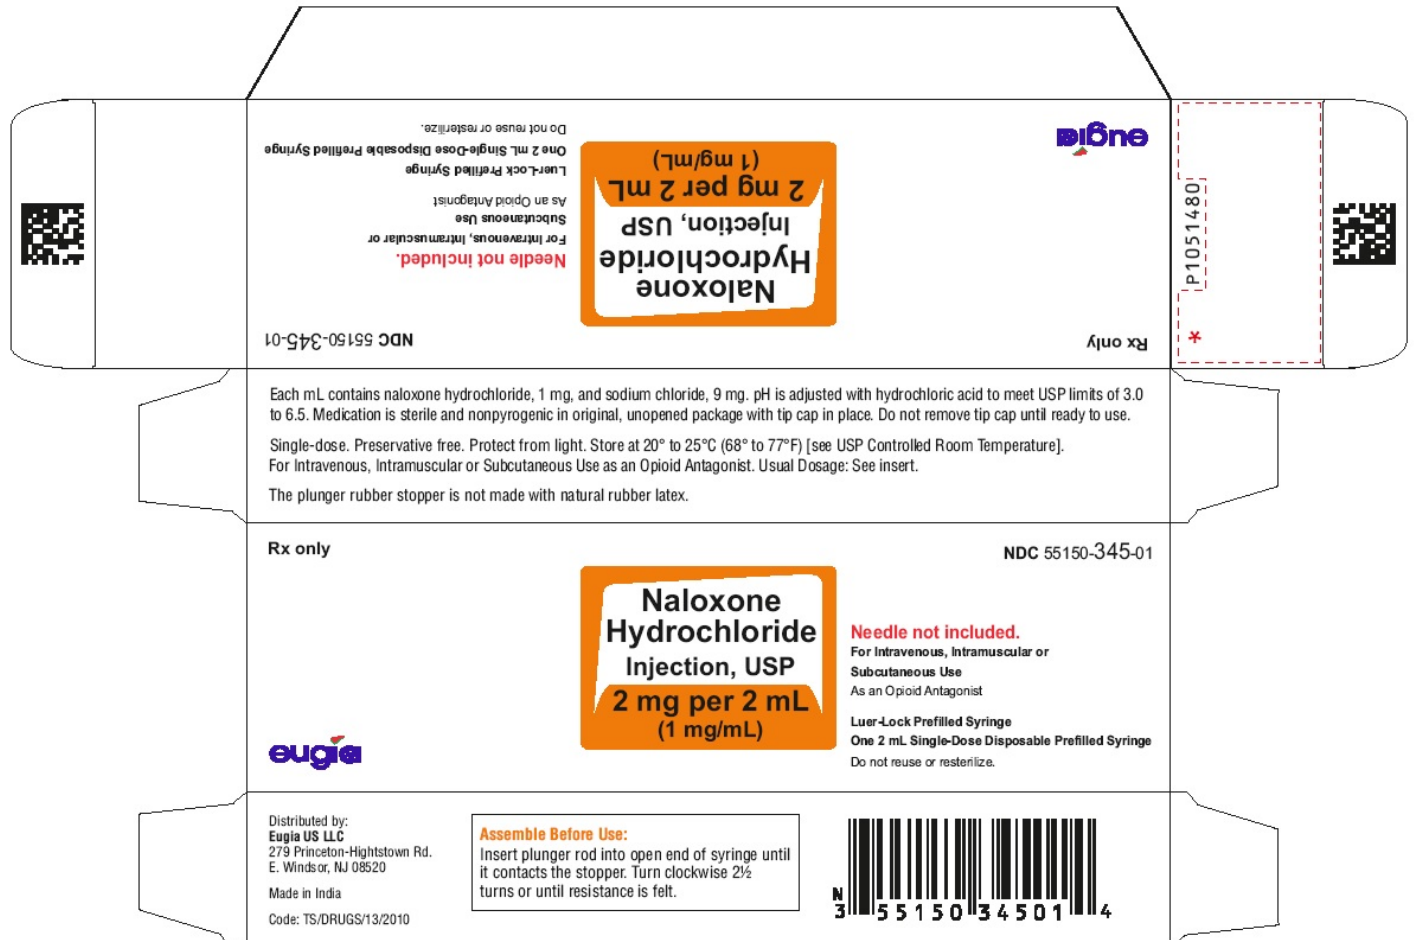 eugia
Rx only
Naloxone
Hydrochloride
Injection, USP
2 mg per 2 mL
(1 mg/mL)
NDC 55150-345-01
Needle not included.
For Intravenous, Intramuscular or
Subcutaneous Use
As an Opioid Antagonist
Luer-Lock Prefilled Syringe
One 2 mL Single-Dose Disposable Prefilled Syringe
Do not reuse or resterilize.
P1051480
*
Each mL contains naloxone hydrochloride, 1 mg, and sodium chloride, 9 mg. pH is adjusted with hydrochloric acid to meet USP limits of 3.0
to 6.5. Medication is sterile and nonpyrogenic in original, unopened package with tip cap in place. Do not remove tip cap until ready to use.
Single-dose. Preservative free. Protect from light. Store at 20° to 25°C (68° to 77°F) [see USP Controlled Room Temperature].
For Intravenous, Intramuscular or Subcutaneous Use as an Opioid Antagonist. Usual Dosage: See insert.
The plunger rubber stopper is not made with natural rubber latex.
Rx only
NDC 55150-345-01
Naloxone
Hydrochloride
Injection, USP
2 mg per 2 mL
(1 mg/mL)
Needle not included.
For Intravenous, Intramuscular or
Subcutaneous Use
As an Opioid Antagonist
Luer-Lock Prefilled Syringe
One 2 mL Single-Dose Disposable Prefilled Syringe
Do not reuse or resterilize.
eugia
Distributed by:
Eugia US LLC
279 Princeton-Hightstown Rd.
E. Windsor, NJ 08520
Made in India
Code: TS/DRUGS/13/2010
Assemble Before Use:
Insert plunger rod into open end of syringe until
it contacts the stopper. Turn clockwise 2½
turns or until resistance is felt.
N
3 55150 34501 4